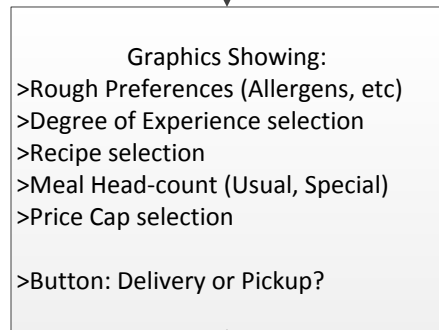 Graphics Showing:
>Rough Preferences (Allergens, etc)
>Degree of Experience selection
>Recipe selection
>Meal Head-count (Usual, Special)
>Price Cap selection
>Button: Delivery or Pickup?